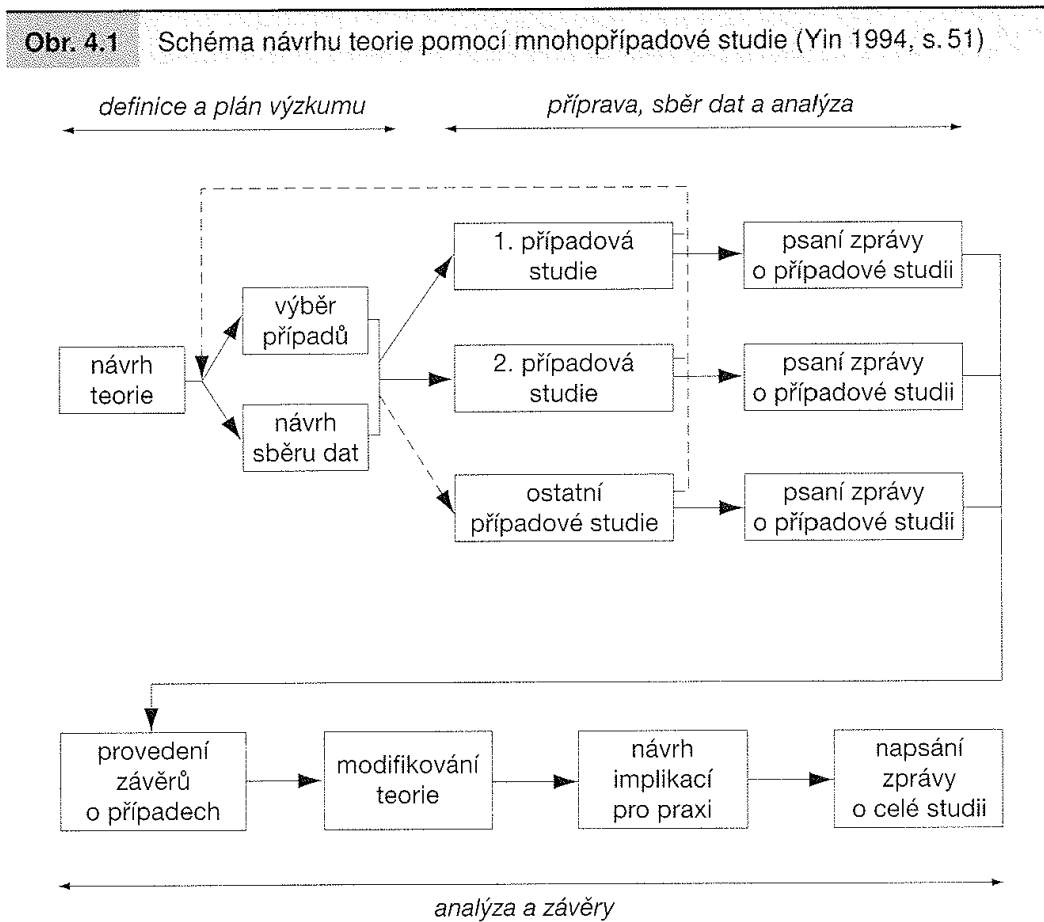 Obr. 4.1 Schéma návrhu teorie pomocí mnohopřípadové studie (Yin 1994, s. 51)
definice a plán výzkumu
příprava, sběr dat a analýza
návrh
teorie
výběr
případů
návrh
sběru dat
1. případová
studie
2. případová
studie
ostatní
případové studie
psaní zprávy
o případové studii
psaní zprávy
o případové studii
psaní zprávy
o případové studii
provedení
závěrů
o případech
modifikování
teorie
návrh
implikací
pro praxi
napsání
zprávy
o celé studii
analýza a závěry